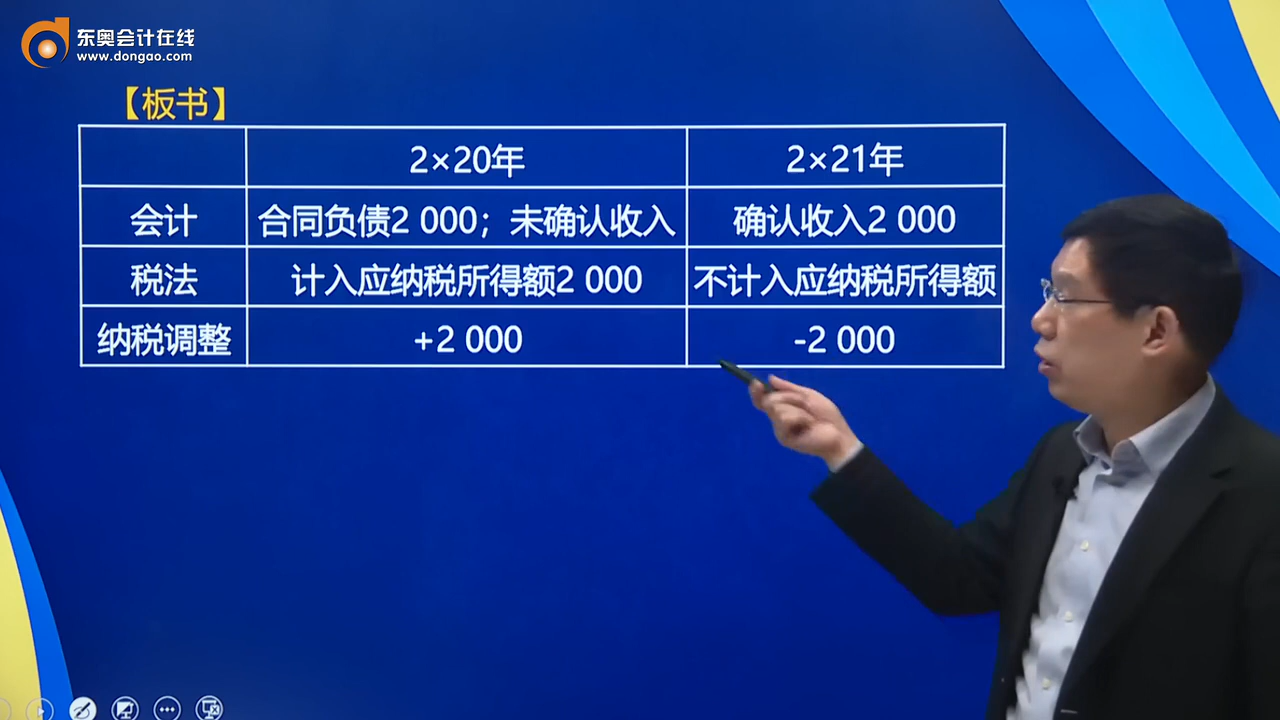 东奥会计在线
www.dongao.com
【板书】
2×20年 2×21年
会计 合同负债2 000；未确认收入 确认收入2 000
税法 计入应纳税所得额2 000 不计入应纳税所得额
纳税调整 +2 000 -2 000